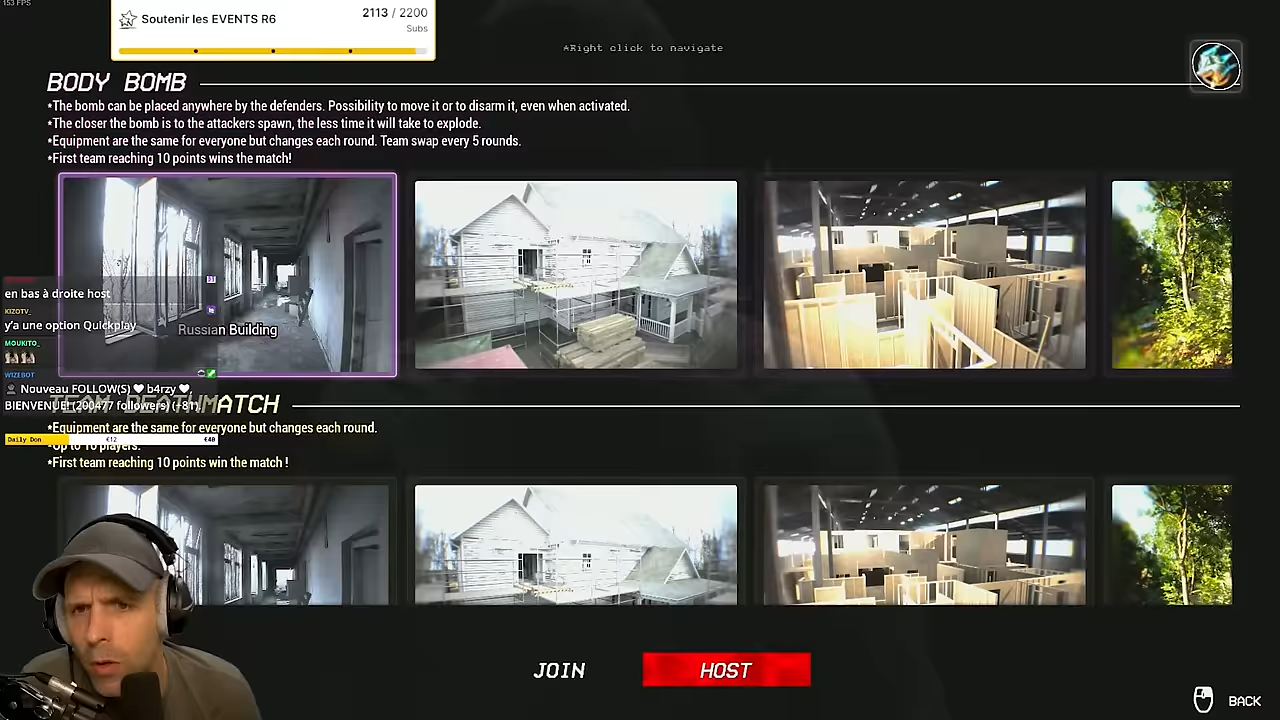 153 FPS
Soutenir les EVENTS R6
2113 / 2200
Subs
*Right click to navigate
BODY BOMB
*The bomb can be placed anywhere by the defenders. Possibility to move it or to disarm it, even when activated.
*The closer the bomb is to the attackers spawn, the less time it will take to explode.
*Equipment are the same for everyone but changes each round. Team swap every 5 rounds.
*First team reaching 10 points wins the match!
en bas à droite host
KIZOTV_
y'a une option Quickplay
Russian Building
MOUKITO_
WIZEBOT
Nouveau FOLLOW(S) ♥ b4rzy ♥,
BIENVENUE! (200477 followers) (+81)
TEAM DEATHMATCH
*Equipment are the same for everyone but changes each round.
Daily Don €12 €40
*Up to 10 players.
*First team reaching 10 points win the match !
JOIN
HOST
BACK